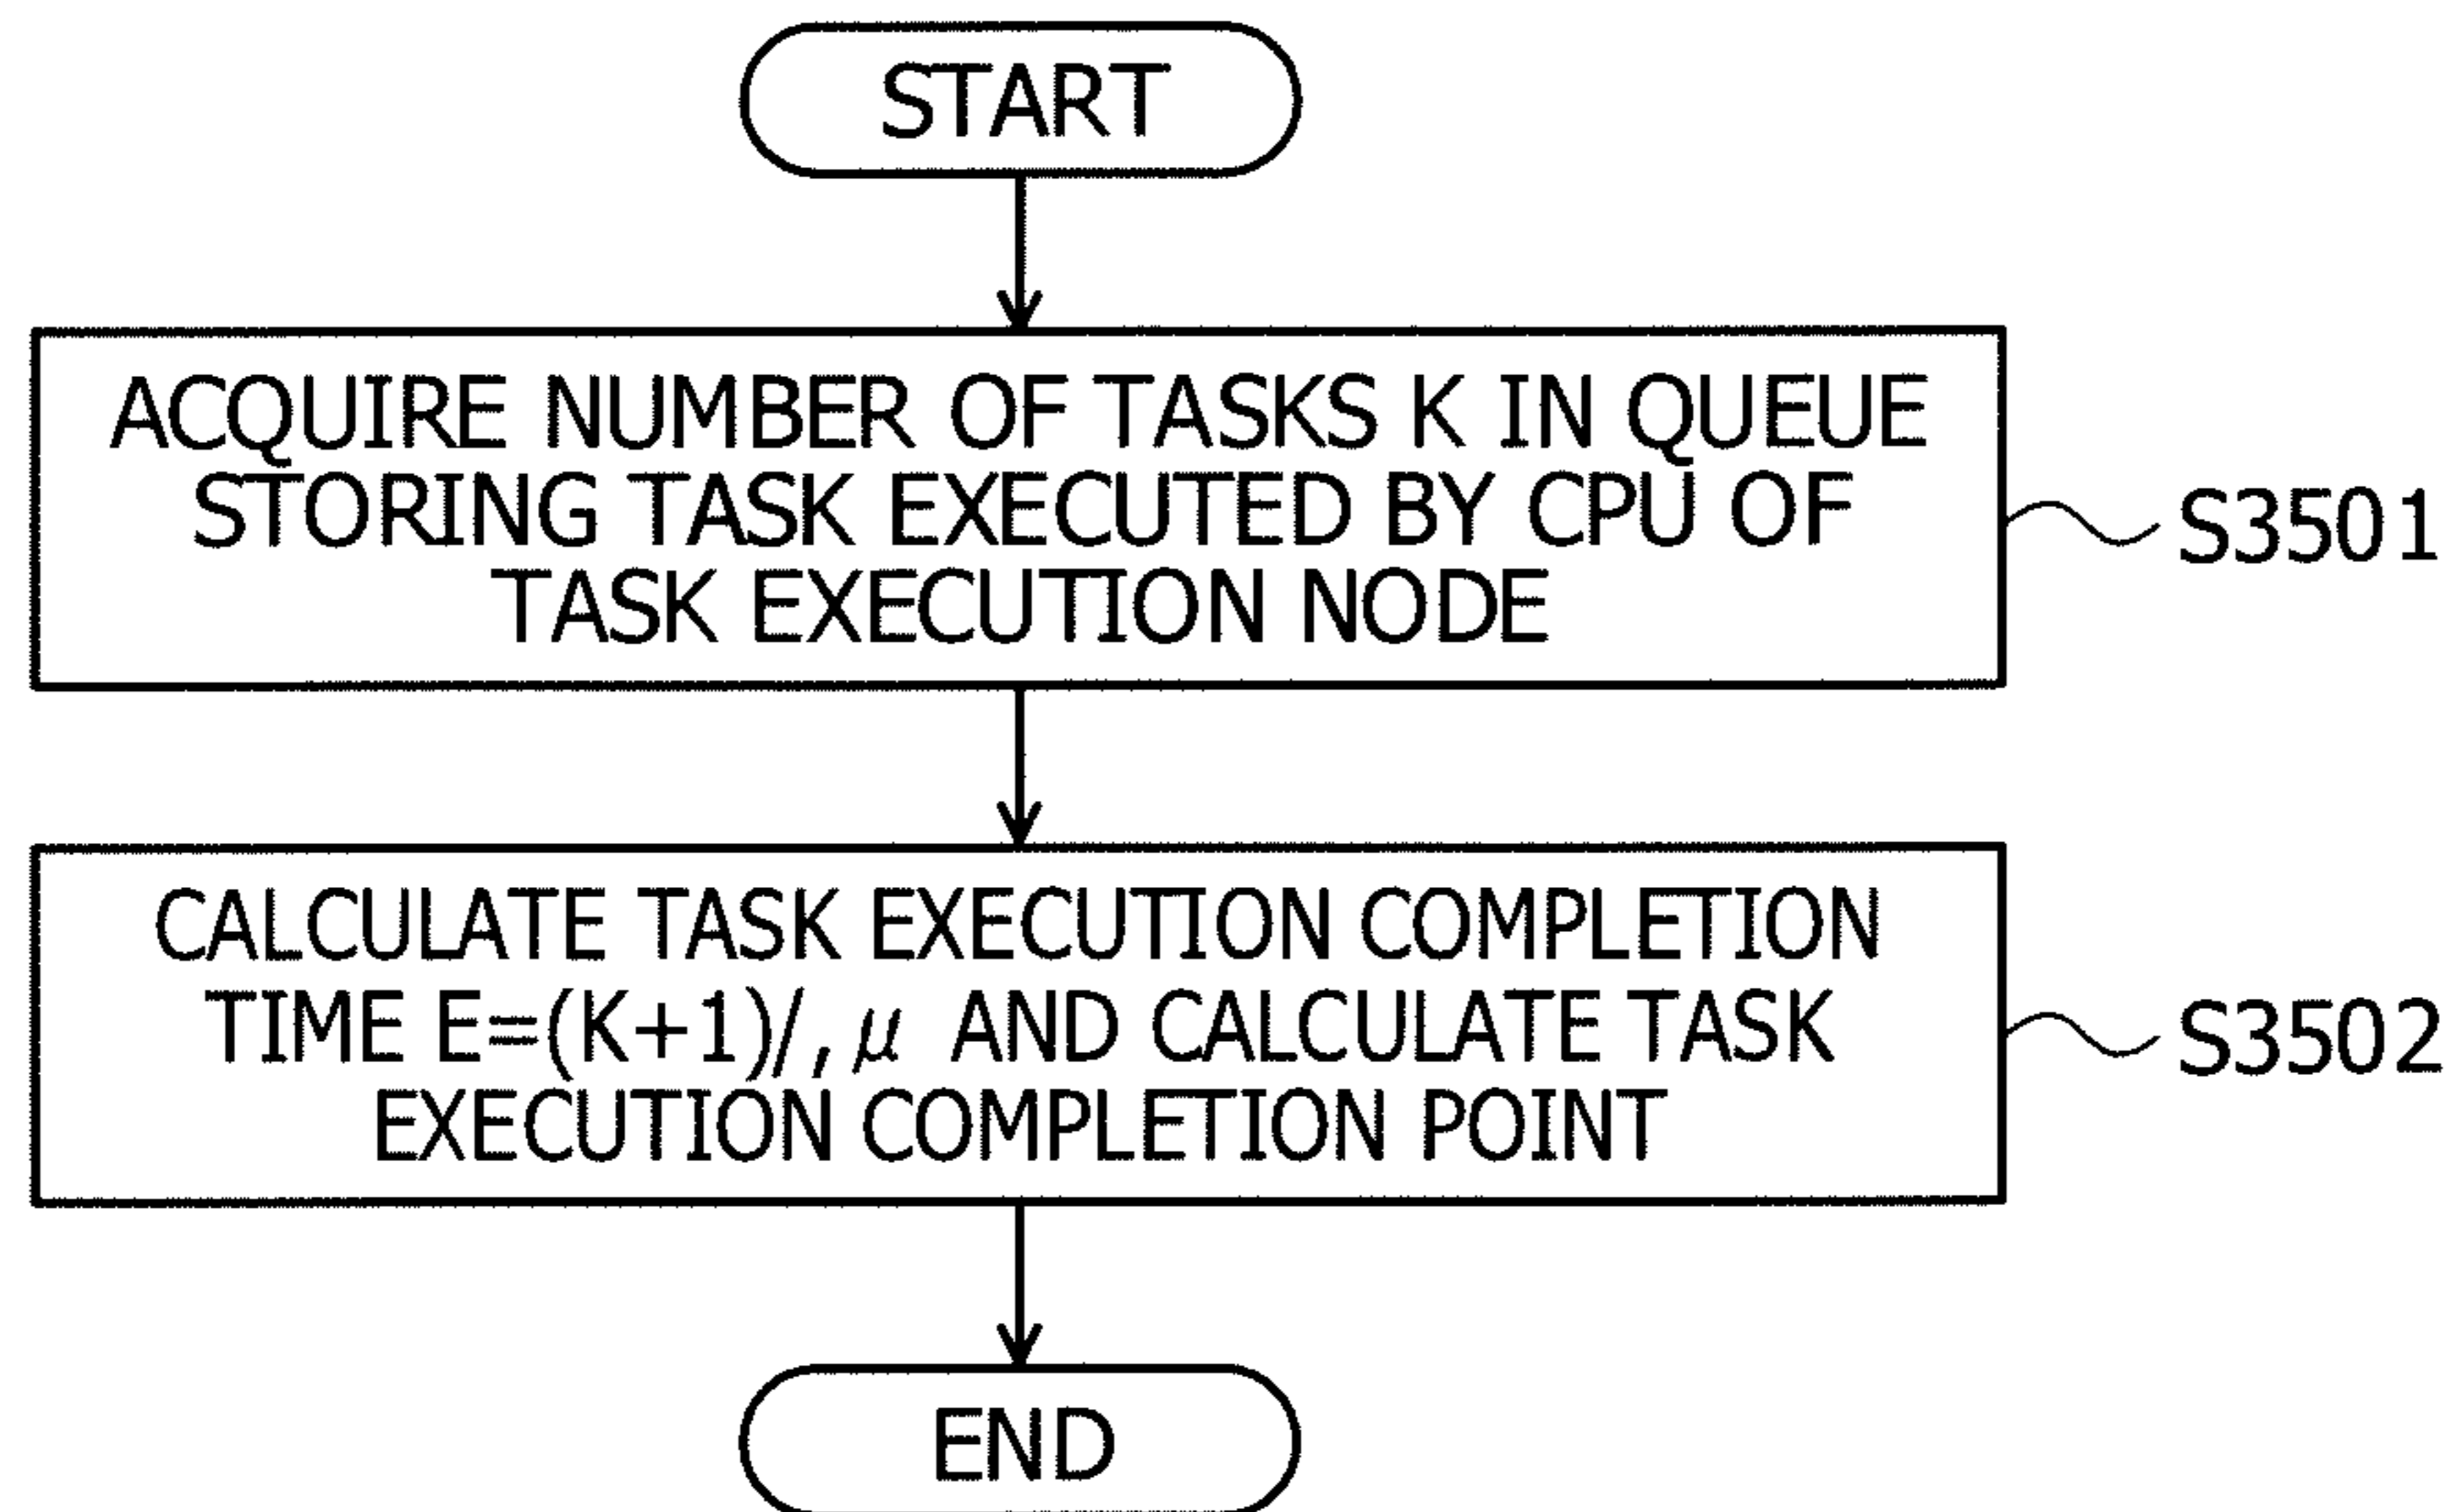 START
ACQUIRE NUMBER OF TASKS K IN QUEUE
STORING TASK EXECUTED BY CPU OF
TASK EXECUTION NODE
S3501
CALCULATE TASK EXECUTION COMPLETION
TIME E=(K+1)/,μ AND CALCULATE TASK
EXECUTION COMPLETION POINT
S3502
END